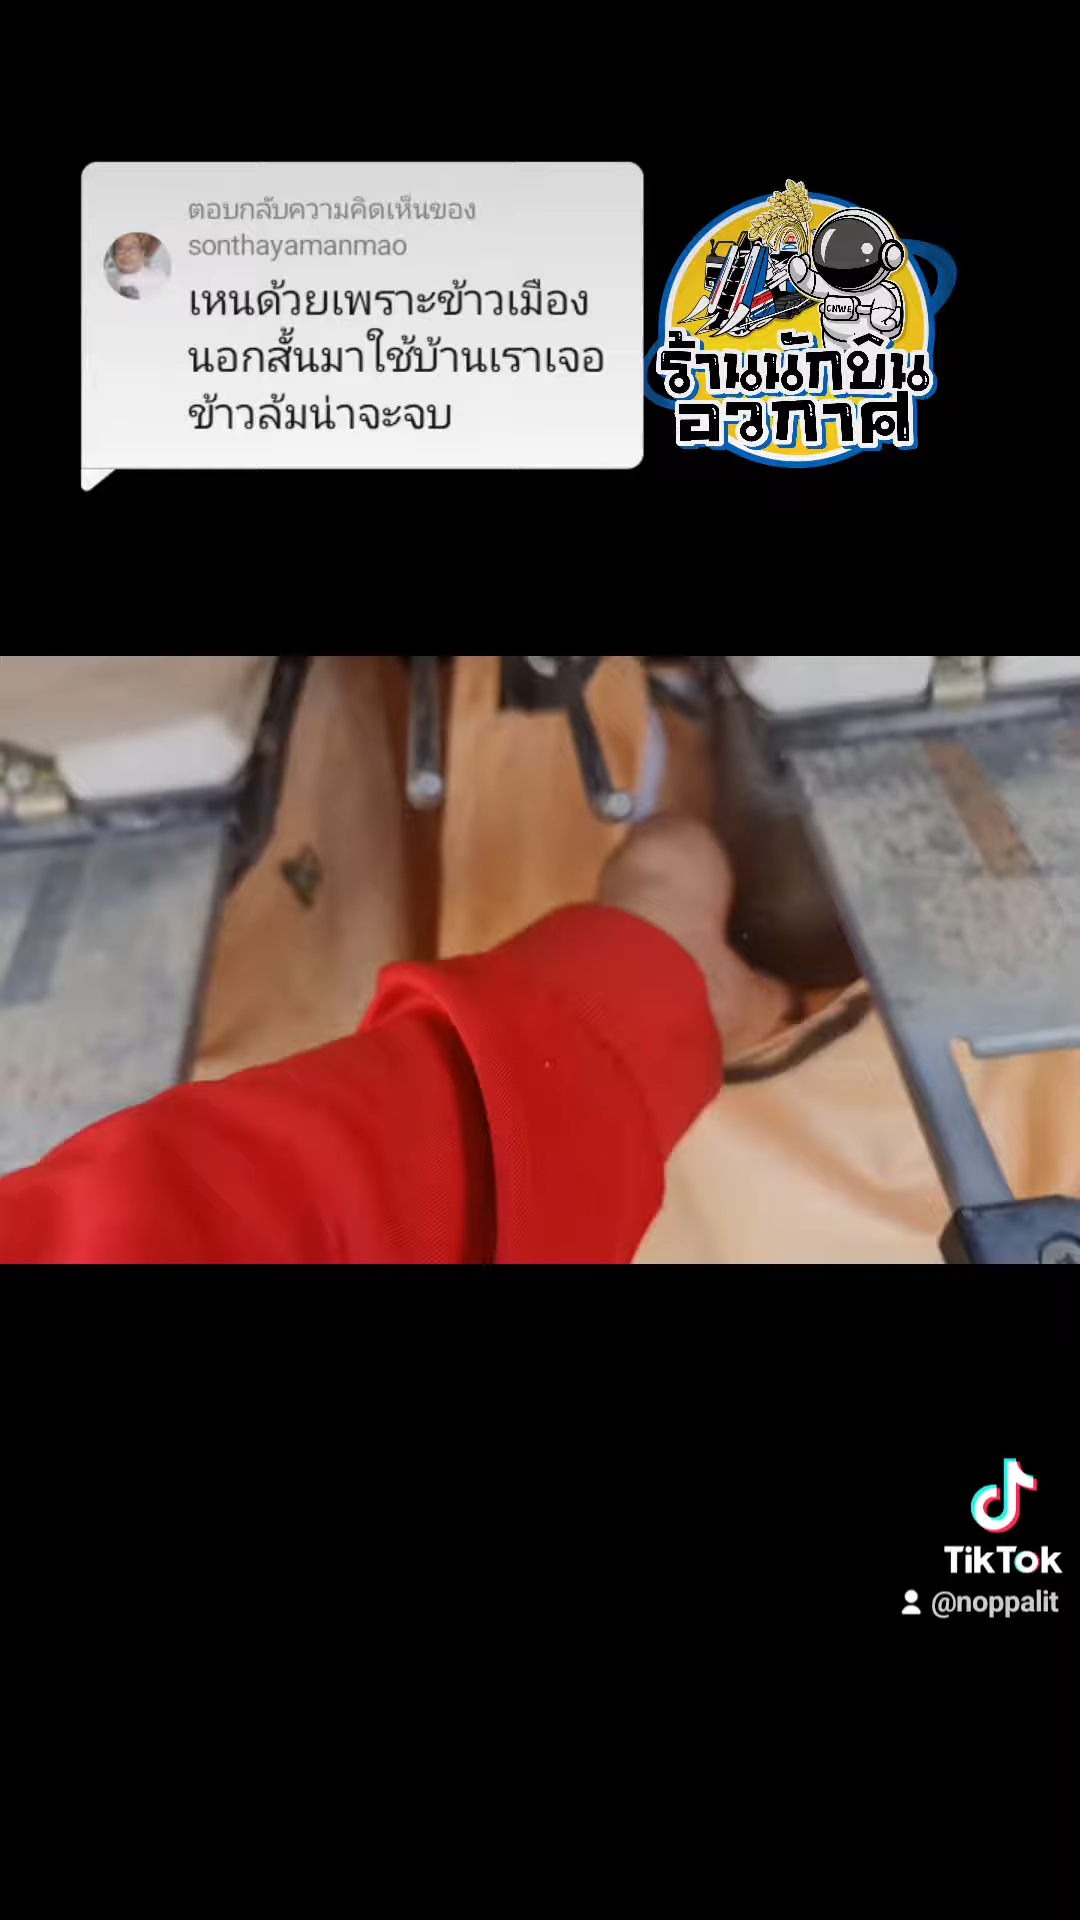 ตอบกลับความคิดเห็นของ
sonthayamanmao
เหนด้วยเพราะข้าวเมือง
นอกสั้นมาใช้บ้านเราเจอ
ข้าวล้มน่าจะจบ
CNWE
ร้านนักบิน
อวกาศ
TikTok
@noppalit